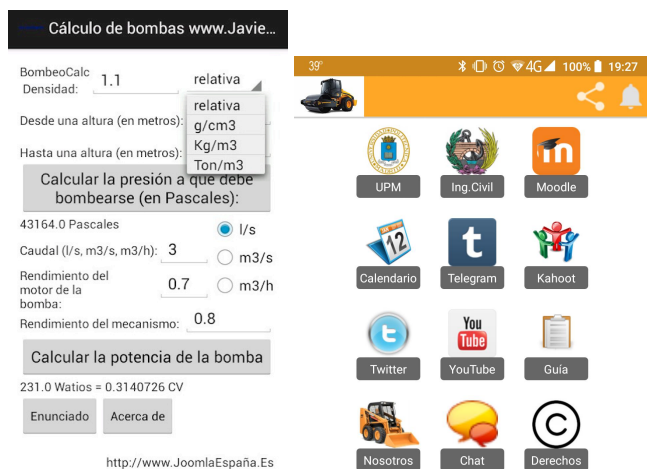 Cálculo de bombas www.Javie...
BombeoCalc
Densidad:
1.1
relativa
relativa
g/cm3
Kg/m3
Ton/m3
Desde una altura (en metros):
Hasta una altura (en metros):
Calcular la presión a que debe
bombearse (en Pascales):
43164.0 Pascales
l/s
Caudal (l/s, m3/s, m3/h):
3
m3/s
Rendimiento del
motor de la
bomba:
0.7
m3/h
Rendimiento del mecanismo:
0.8
Calcular la potencia de la bomba
231.0 Watios = 0.3140726 CV
Enunciado
Acerca de
http://www.JoomlaEspaña.Es
39°
4G
100%
19:27
UPM
Ing.Civil
m
Moodle
12
Calendario
t
Telegram
Kahoot
t
Twitter
You
Tube
YouTube
Guía
Nosotros
Chat
©
Derechos